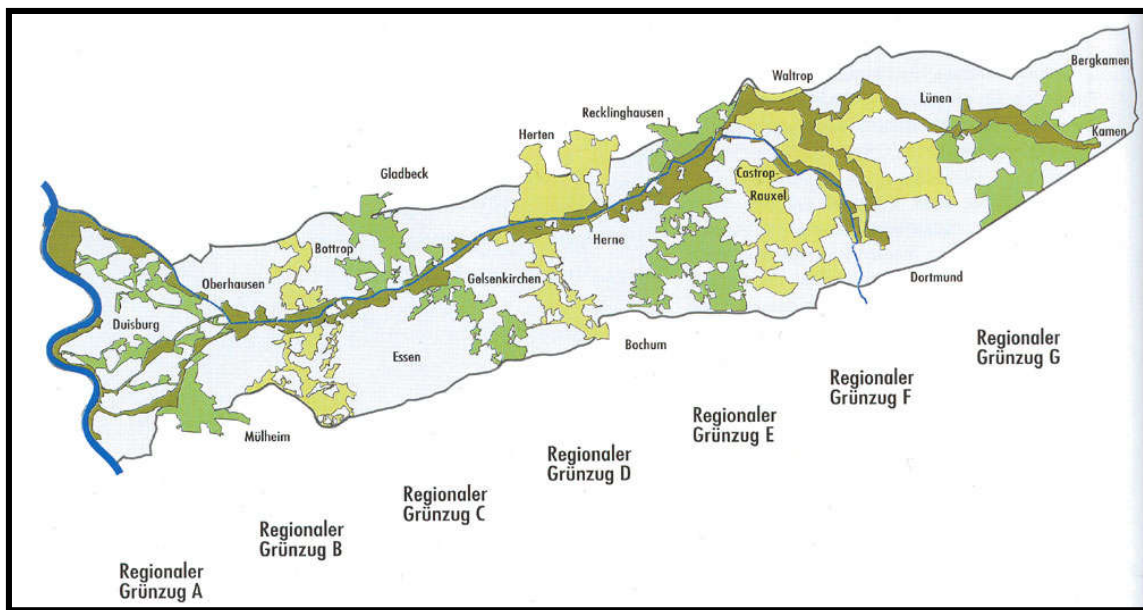 Bergkamen
Waltrop
Lünen
Recklinghausen
Kamen
Herten
Gladbeck
Castrop-
Rauxel
Bottrop
Herne
Gelsenkirchen
Oberhausen
Dortmund
Duisburg
Bochum
Essen
Mülheim
Regionaler
Grünzug G
Regionaler
Grünzug F
Regionaler
Grünzug E
Regionaler
Grünzug D
Regionaler
Grünzug C
Regionaler
Grünzug B
Regionaler
Grünzug A